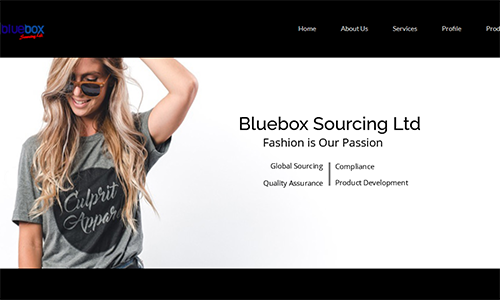 bluebox
Sourcing Ltd.
Home About Us Services Profile Prod
Bluebox Sourcing Ltd
Fashion is Our Passion
Global Sourcing Compliance
Quality Assurance Product Development
Culprit
Appare